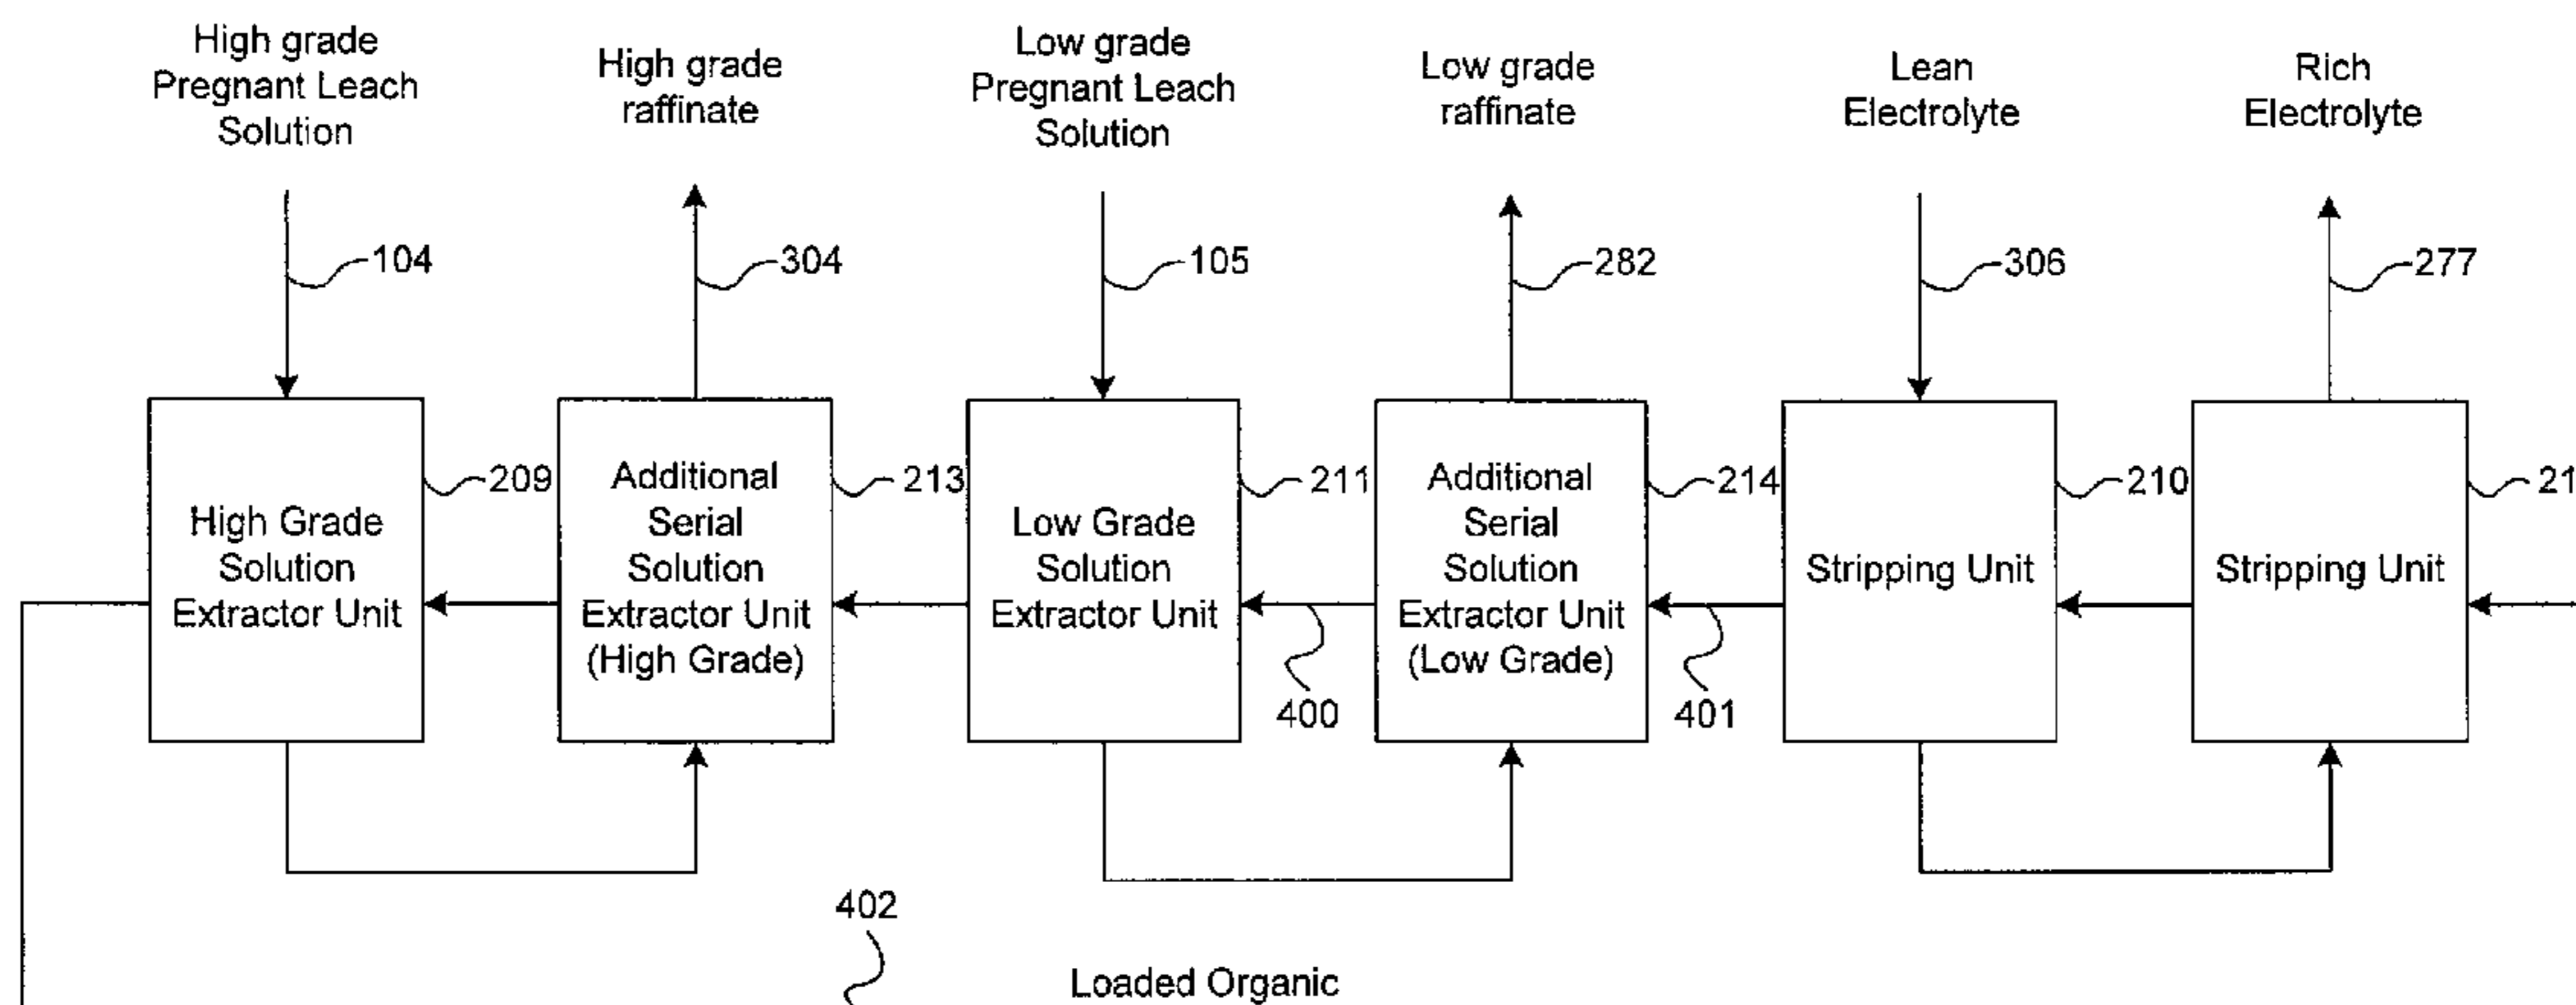 High grade
Pregnant Leach
Solution
High grade
raffinate
Low grade
Pregnant Leach
Solution
Low grade
raffinate
Lean
Electrolyte
Rich
Electrolyte
104
304
105
282
306
277
High Grade
Solution
Extractor Unit
209
Additional
Serial
Solution
Extractor Unit
(High Grade)
213
Low Grade
Solution
Extractor Unit
211
Additional
Serial
Solution
Extractor Unit
(Low Grade)
214
Stripping Unit
210
Stripping Unit
400
401
402
Loaded Organic